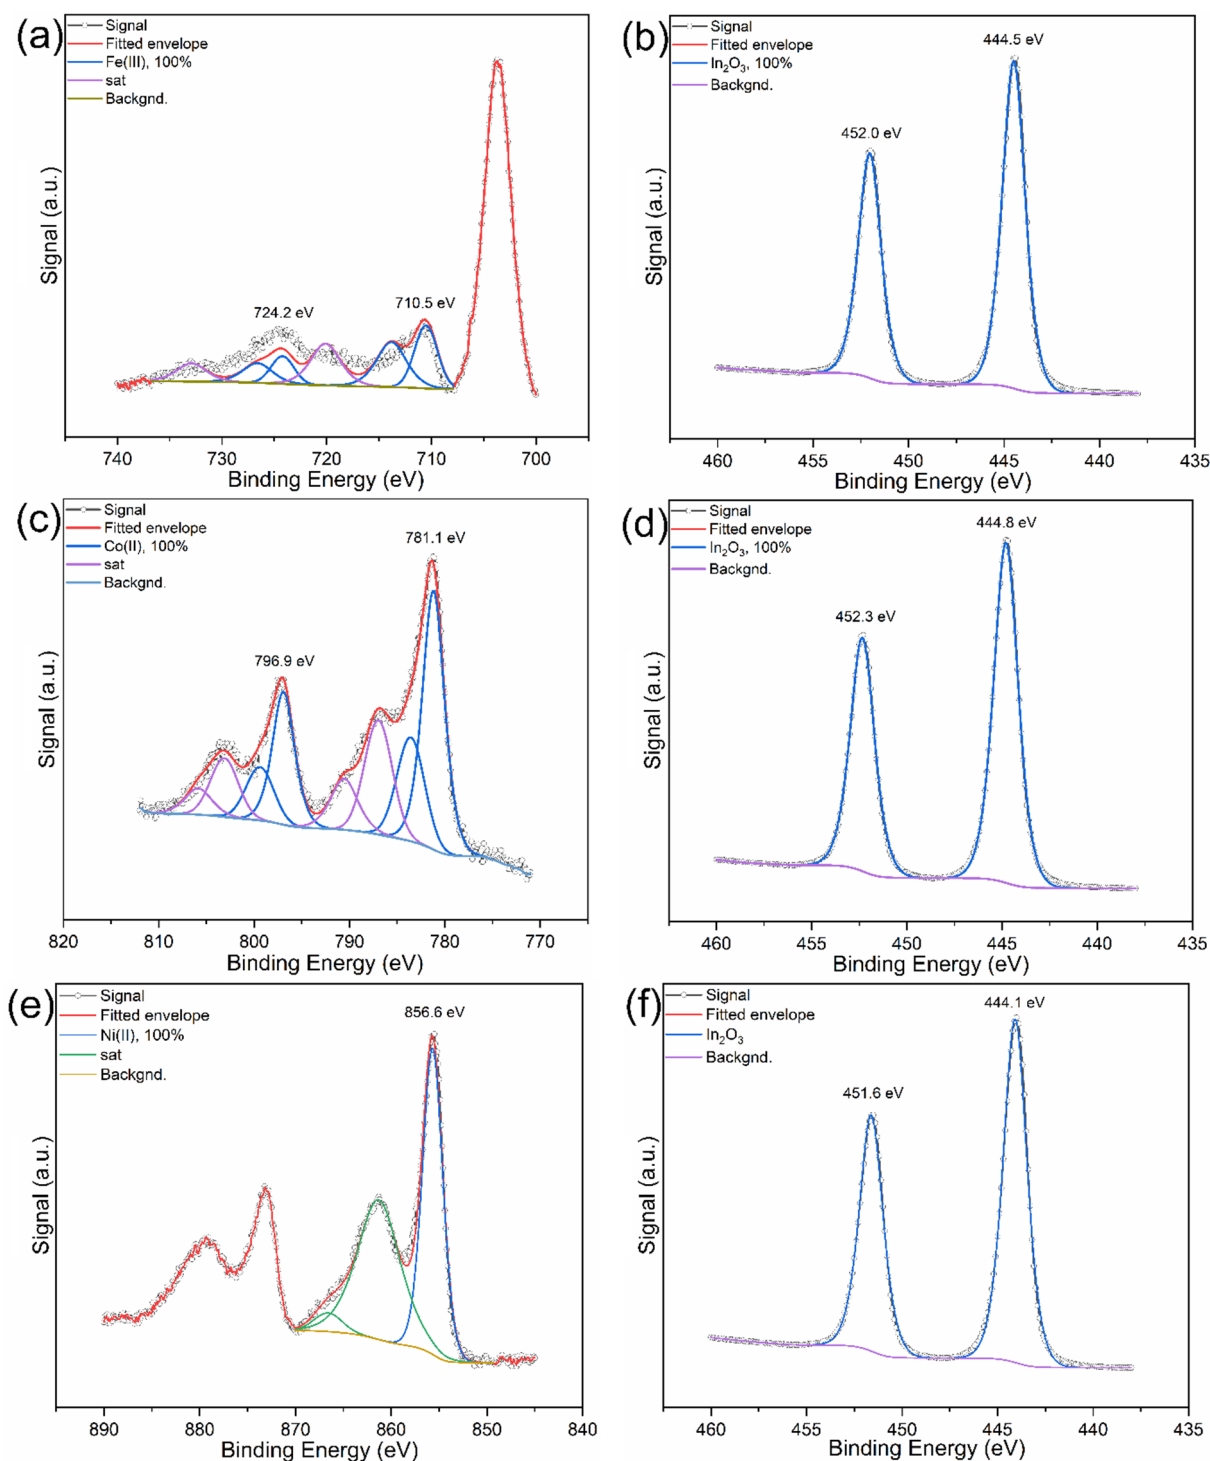 (a)
Signal
Fitted envelope
Fe(III), 100%
sat
Backgnd.
724.2 eV
710.5 eV
Signal (a.u.)
740 730 720 710 700
Binding Energy (eV)
(b)
Signal
Fitted envelope
In₂O₃, 100%
Backgnd.
444.5 eV
452.0 eV
Signal (a.u.)
460 455 450 445 440 435
Binding Energy (eV)
(c)
Signal
Fitted envelope
Co(II), 100%
sat
Backgnd.
781.1 eV
796.9 eV
Signal (a.u.)
820 810 800 790 780 770
Binding Energy (eV)
(d)
Signal
Fitted envelope
In₂O₃, 100%
Backgnd.
444.8 eV
452.3 eV
Signal (a.u.)
460 455 450 445 440 435
Binding Energy (eV)
(e)
Signal
Fitted envelope
Ni(II), 100%
sat
Backgnd.
856.6 eV
Signal (a.u.)
890 880 870 860 850 840
Binding Energy (eV)
(f)
Signal
Fitted envelope
In₂O₃
Backgnd.
444.1 eV
451.6 eV
Signal (a.u.)
460 455 450 445 440 435
Binding Energy (eV)